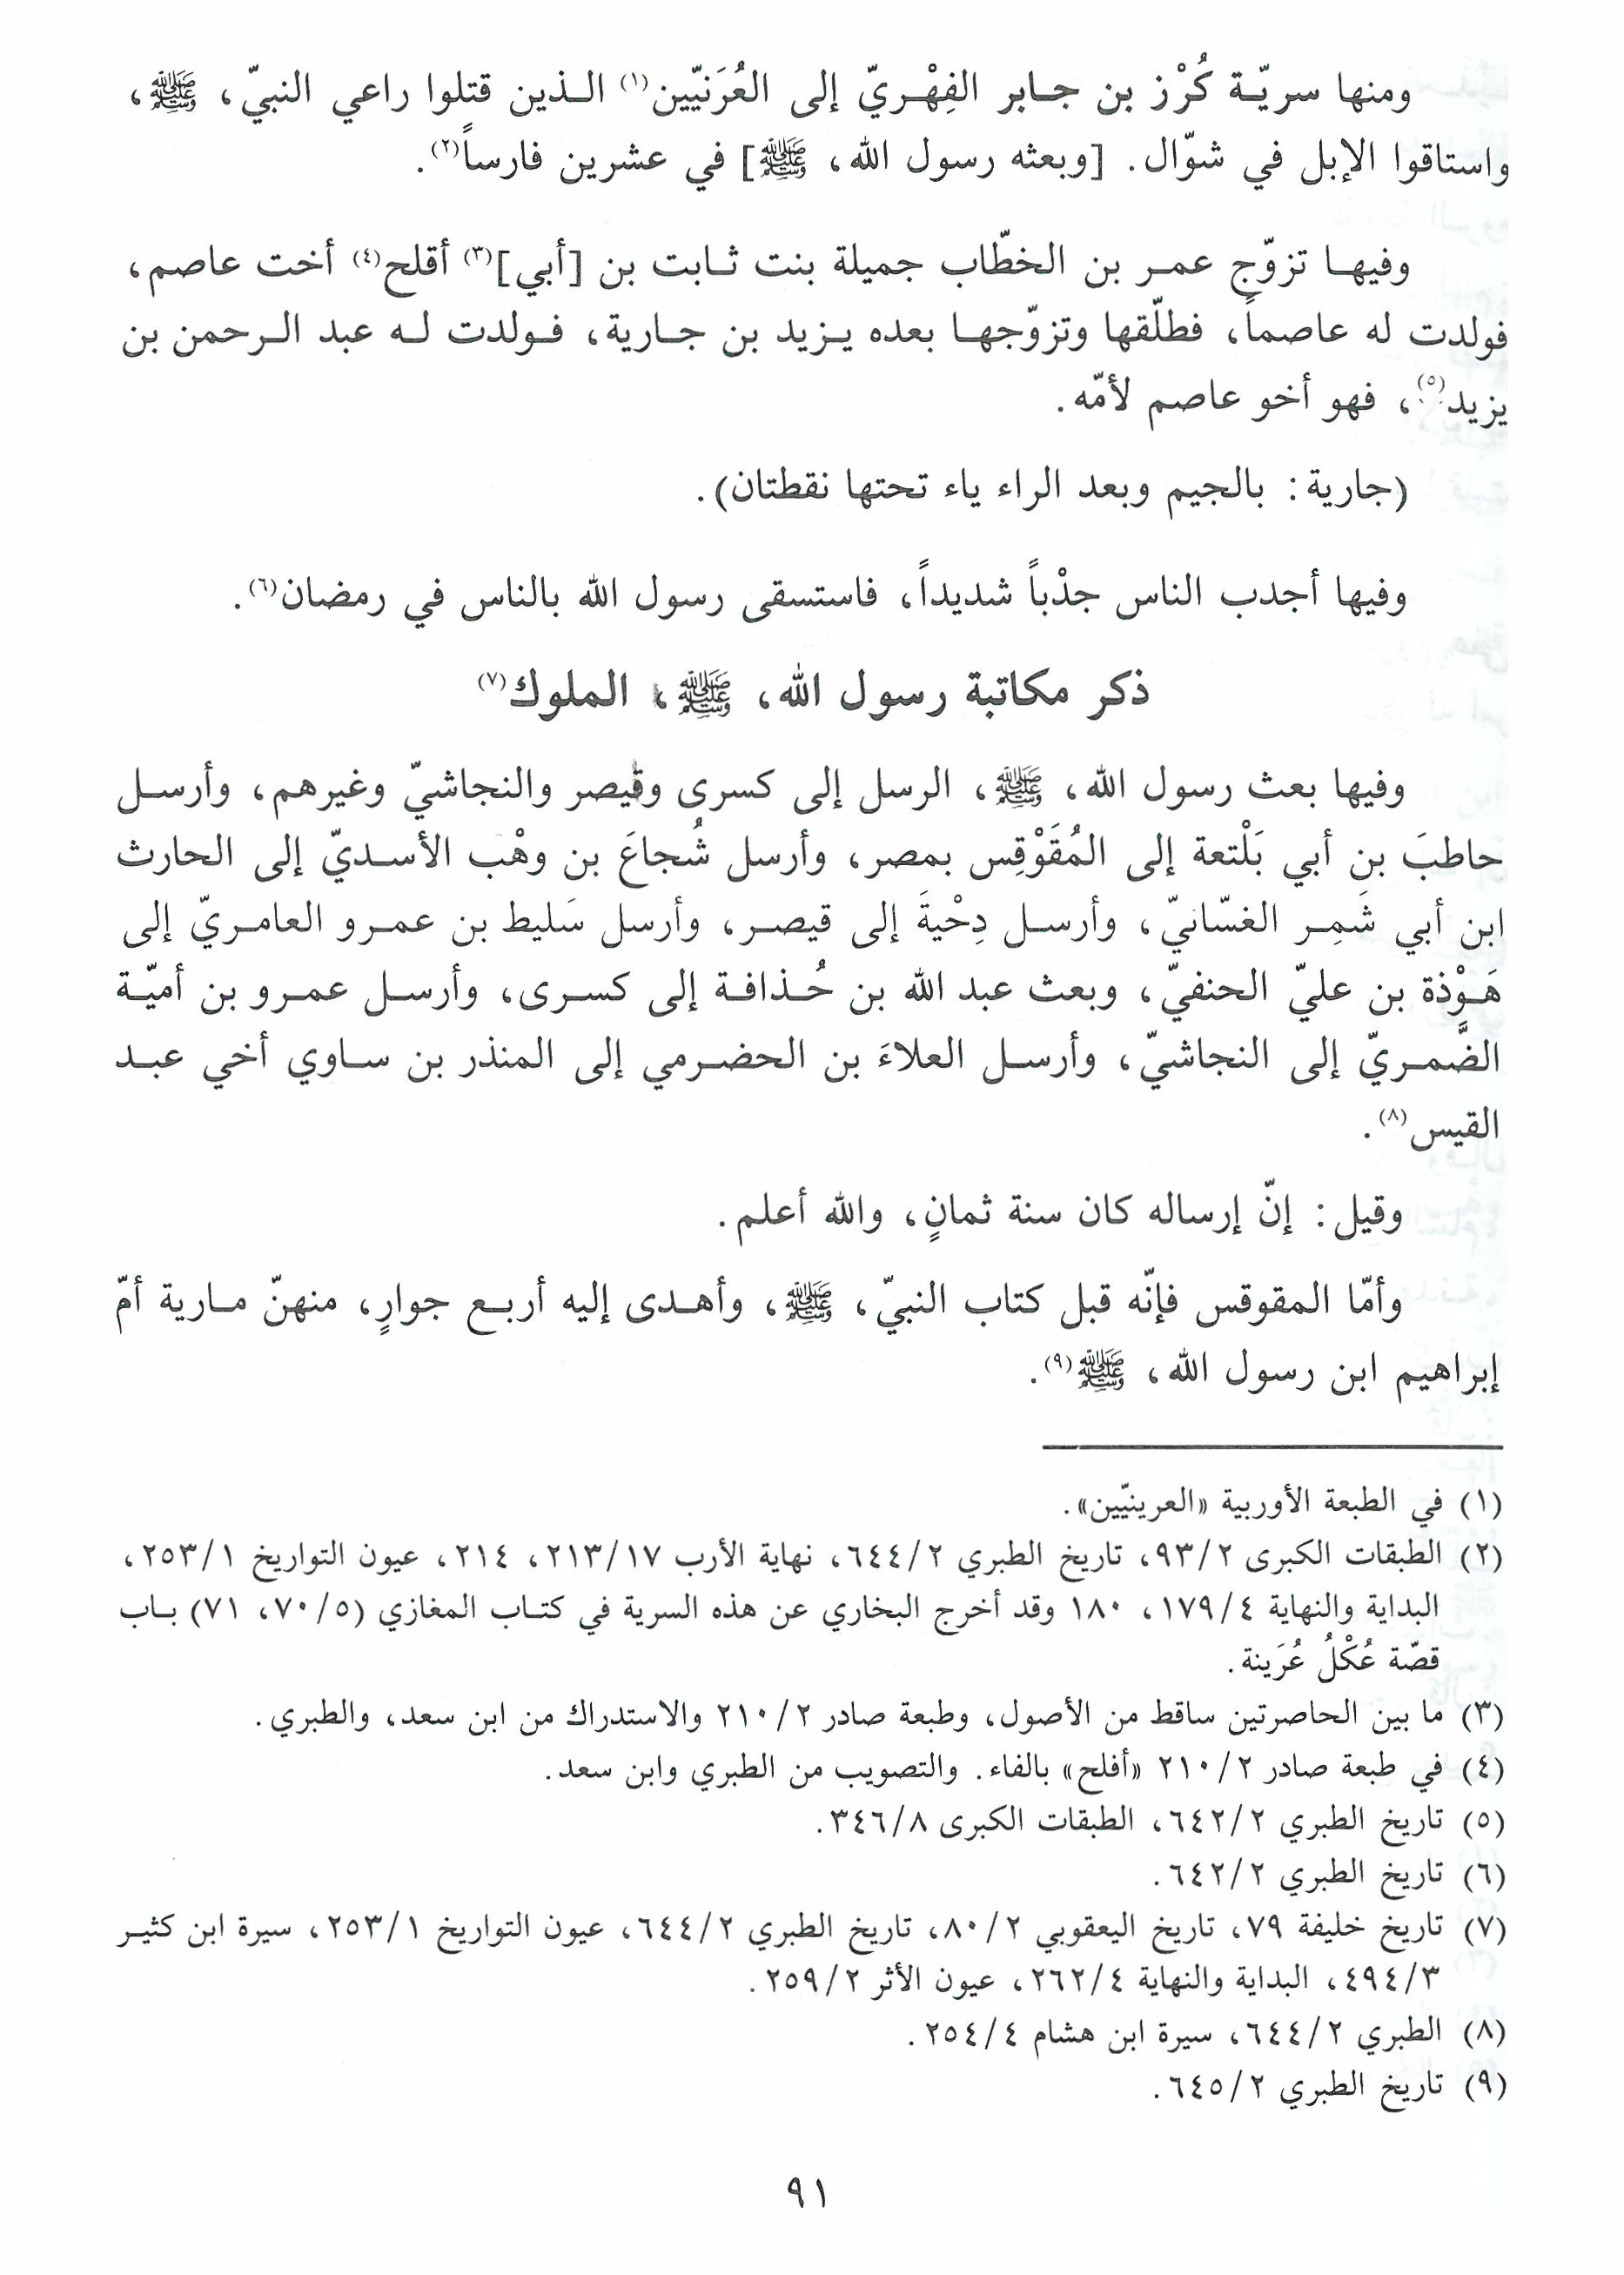 ومنها سريّة كُرْز بن جابر الفِهْريّ إلى العُرَنيّين(١) الذين قتلوا راعي النبيّ، ﷺ،
واستاقوا الإبل في شوّال. [وبعثه رسول الله، ﷺ] في عشرين فارساً(٢).
وفيها تزوّج عمر بن الخطّاب جميلة بنت ثابت بن [أبي](٣) أقلح(٤) أخت عاصم،
فولدت له عاصماً، فطلّقها وتزوّجها بعده يزيد بن جارية، فولدت له عبد الرحمن بن
يزيد(٥)، فهو أخو عاصم لأمّه.
(جارية: بالجيم وبعد الراء ياء تحتها نقطتان).
وفيها أجدب الناس جدْباً شديداً، فاستسقى رسول الله بالناس في رمضان(٦).
ذكر مكاتبة رسول الله، ﷺ، الملوك(٧)
وفيها بعث رسول الله، ﷺ، الرسل إلى كسرى وقيصر والنجاشيّ وغيرهم، وأرسل
حاطبَ بن أبي بَلْتعة إلى المُقَوْقِس بمصر، وأرسل شُجاعَ بن وهْب الأسديّ إلى الحارث
ابن أبي شَمِر الغسّانيّ، وأرسل دِحْيةَ إلى قيصر، وأرسل سَليط بن عمرو العامريّ إلى
هَوْذة بن عليّ الحنفيّ، وبعث عبد الله بن حُذافة إلى كسرى، وأرسل عمرو بن أميّة
الضَّمريّ إلى النجاشيّ، وأرسل العلاءَ بن الحضرمي إلى المنذر بن ساوي أخي عبد
القيس(٨).
وقيل: إنّ إرساله كان سنة ثمانٍ، والله أعلم.
وأمّا المقوقس فإنّه قبل كتاب النبيّ، ﷺ، وأهدى إليه أربع جوارٍ، منهنّ مارية أمّ
إبراهيم ابن رسول الله، ﷺ(٩).
(١) في الطبعة الأوربية «العرينيّين».
(٢) الطبقات الكبرى ٩٣/٢، تاريخ الطبري ٦٤٤/٢، نهاية الأرب ٢١٣/١٧، ٢١٤، عيون التواريخ ٢٥٣/١،
البداية والنهاية ١٧٩/٤، ١٨٠ وقد أخرج البخاري عن هذه السرية في كتاب المغازي (٧٠/٥، ٧١) باب
قصّة عُكْلُ عُرَينة.
(٣) ما بين الحاصرتين ساقط من الأصول، وطبعة صادر ٢١٠/٢ والاستدراك من ابن سعد، والطبري.
(٤) في طبعة صادر ٢١٠/٢ «أفلح» بالفاء. والتصويب من الطبري وابن سعد.
(٥) تاريخ الطبري ٦٤٢/٢، الطبقات الكبرى ٣٤٦/٨.
(٦) تاريخ الطبري ٦٤٢/٢.
(٧) تاريخ خليفة ٧٩، تاريخ اليعقوبي ٨٠/٢، تاريخ الطبري ٦٤٤/٢، عيون التواريخ ٢٥٣/١، سيرة ابن كثير
٤٩٤/٣، البداية والنهاية ٢٦٢/٤، عيون الأثر ٢٥٩/٢.
(٨) الطبري ٦٤٤/٢، سيرة ابن هشام ٢٥٤/٤.
(٩) تاريخ الطبري ٦٤٥/٢.
٩١